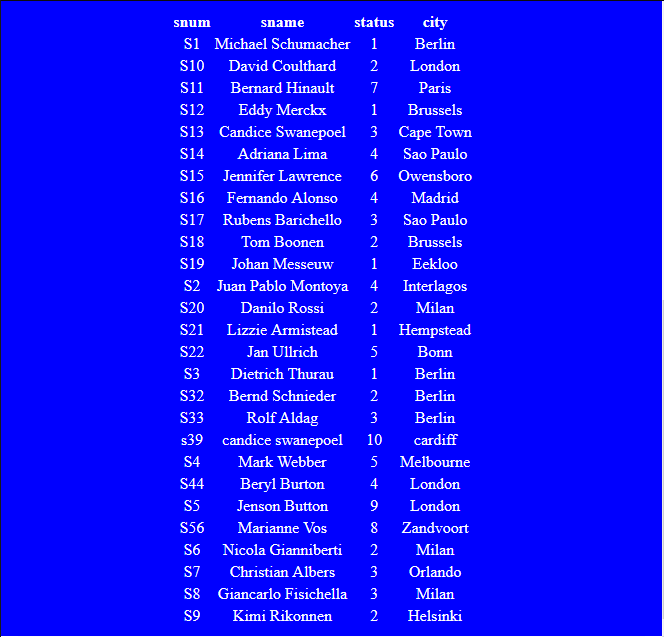 snum sname status city
S1 Michael Schumacher 1 Berlin
S10 David Coulthard 2 London
S11 Bernard Hinault 7 Paris
S12 Eddy Merckx 1 Brussels
S13 Candice Swanepoel 3 Cape Town
S14 Adriana Lima 4 Sao Paulo
S15 Jennifer Lawrence 6 Owensboro
S16 Fernando Alonso 4 Madrid
S17 Rubens Barichello 3 Sao Paulo
S18 Tom Boonen 2 Brussels
S19 Johan Messeuw 1 Eekloo
S2 Juan Pablo Montoya 4 Interlagos
S20 Danilo Rossi 2 Milan
S21 Lizzie Armistead 1 Hempstead
S22 Jan Ullrich 5 Bonn
S3 Dietrich Thurau 1 Berlin
S32 Bernd Schnieder 2 Berlin
S33 Rolf Aldag 3 Berlin
s39 candice swanepoel 10 cardiff
S4 Mark Webber 5 Melbourne
S44 Beryl Burton 4 London
S5 Jenson Button 9 London
S56 Marianne Vos 8 Zandvoort
S6 Nicola Gianniberti 2 Milan
S7 Christian Albers 3 Orlando
S8 Giancarlo Fisichella 3 Milan
S9 Kimi Rikonnen 2 Helsinki